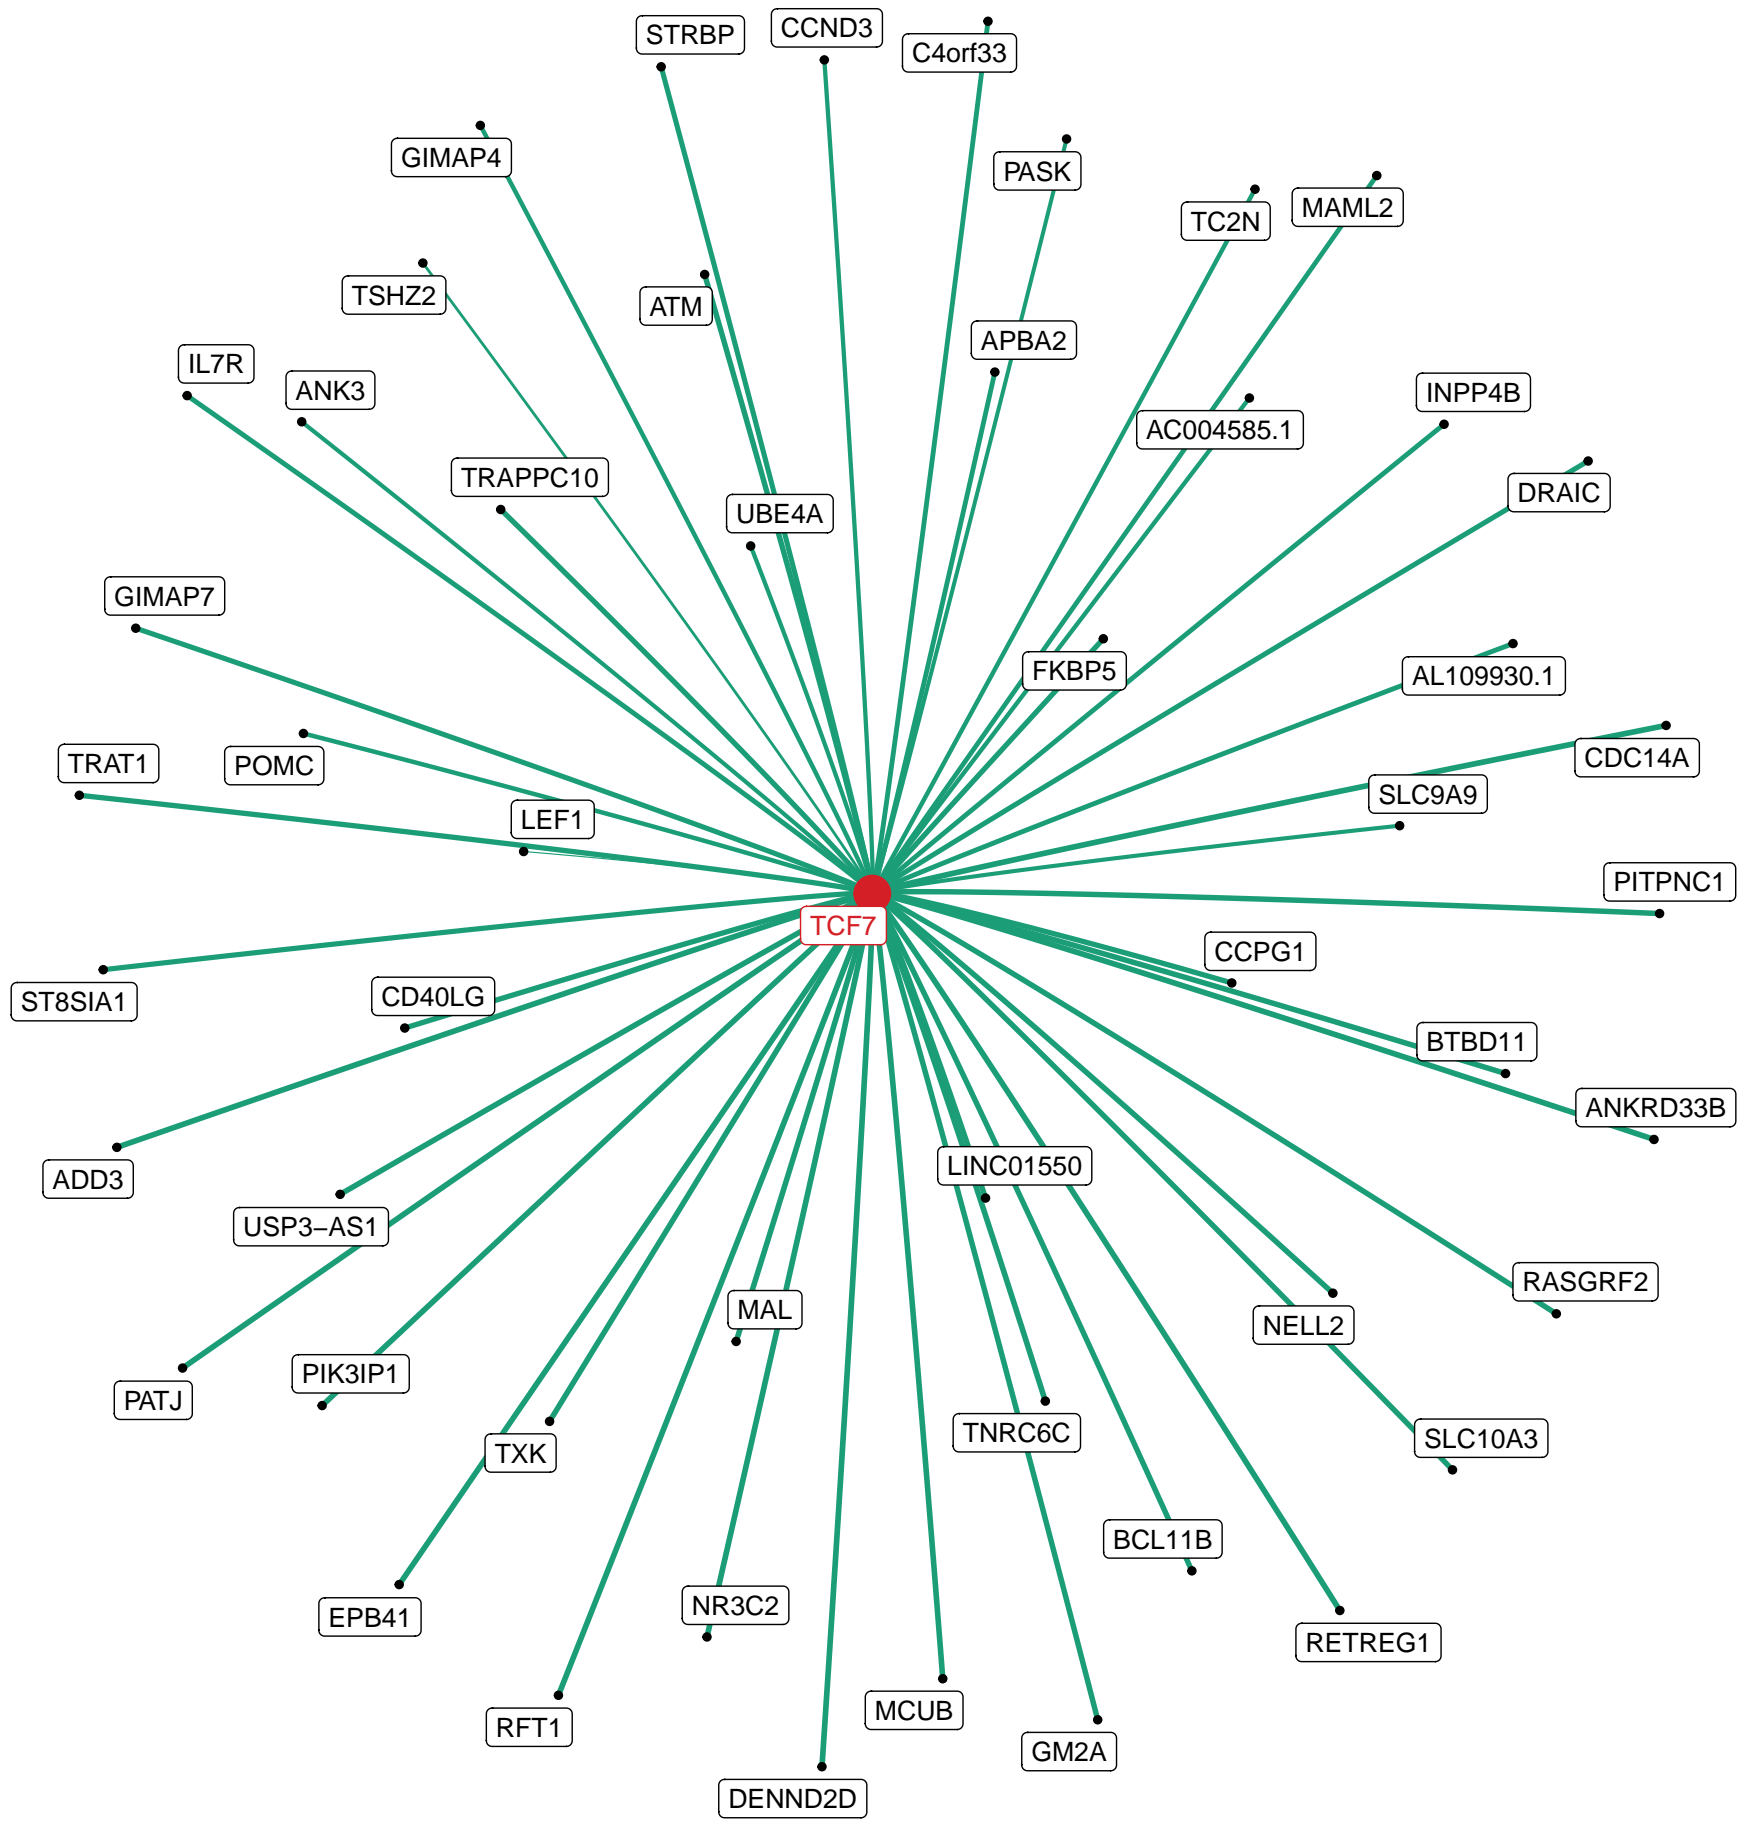 CCND3
STRBP
C4orf33
GIMAP4
PASK
MAML2
TC2N
TSHZ2
ATM
APBA2
IL7R
ANK3
INPP4B
AC004585.1
TRAPPC10
DRAIC
UBE4A
GIMAP7
FKBP5
AL109930.1
CDC14A
TRAT1
POMC
SLC9A9
LEF1
PITPNC1
TCF7
CCPG1
CD40LG
ST8SIA1
BTBD11
ANKRD33B
LINC01550
ADD3
USP3–AS1
RASGRF2
MAL
NELL2
PIK3IP1
PATJ
TNRC6C
SLC10A3
TXK
BCL11B
NR3C2
EPB41
RETREG1
MCUB
RFT1
GM2A
DENND2D